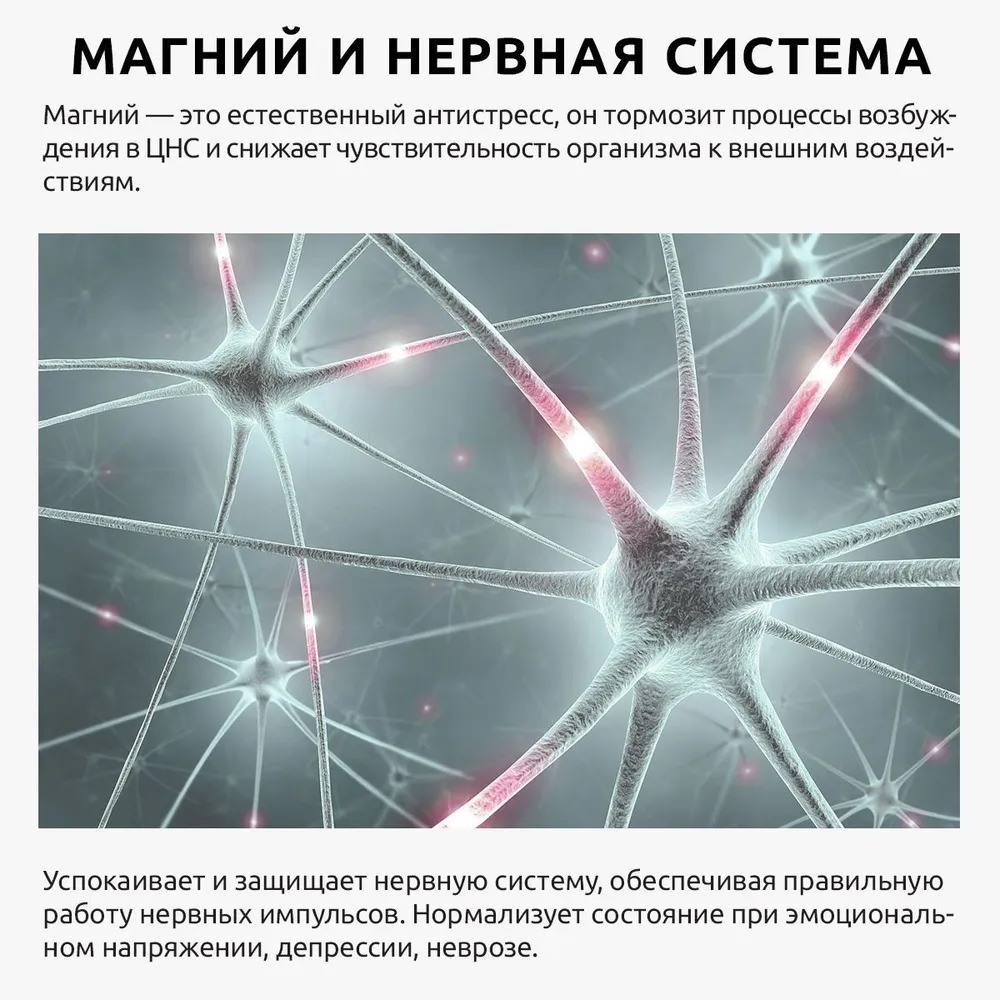 МАГНИЙ И НЕРВНАЯ СИСТЕМА
Магний — это естественный антистресс, он тормозит процессы возбуж-
дения в ЦНС и снижает чувствительность организма к внешним воздей-
ствиям.
Успокаивает и защищает нервную систему, обеспечивая правильную
работу нервных импульсов. Нормализует состояние при эмоциональ-
ном напряжении, депрессии, неврозе.